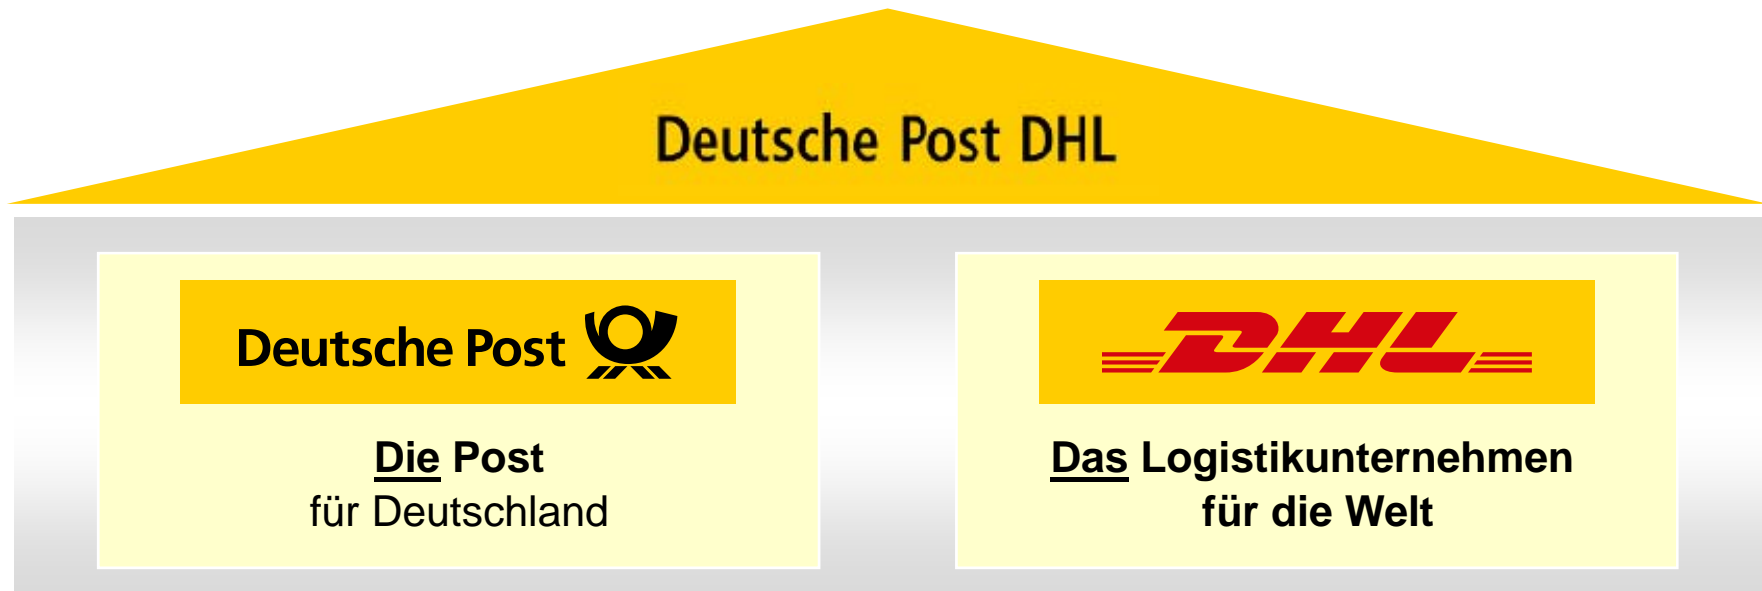 Deutsche Post DHL
Deutsche Post
Die Post
für Deutschland
DHL
Das Logistikunternehmen
für die Welt